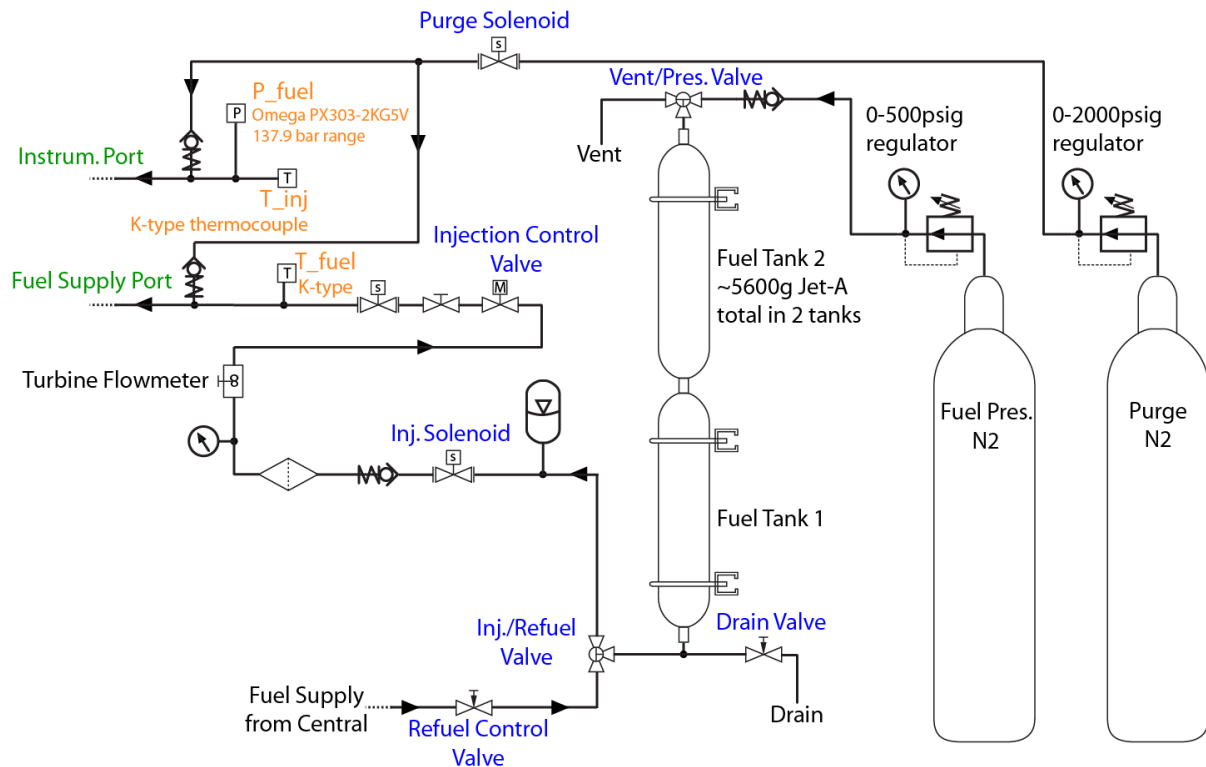 Purge Solenoid
s
Vent/Pres. Valve
P_fuel
Omega PX303-2KG5V
137.9 bar range
P
0-500psig
regulator
0-2000psig
regulator
Vent
Instrum. Port
T
T_inj
K-type thermocouple
Injection Control
Valve
Fuel Supply Port
T_fuel
K-type
T
s
M
Fuel Tank 2
~5600g Jet-A
total in 2 tanks
Turbine Flowmeter
8
Fuel Pres.
N2
Purge
N2
Inj. Solenoid
s
Fuel Tank 1
Inj./Refuel
Valve
Drain Valve
Fuel Supply
from Central
Refuel Control
Valve
Drain